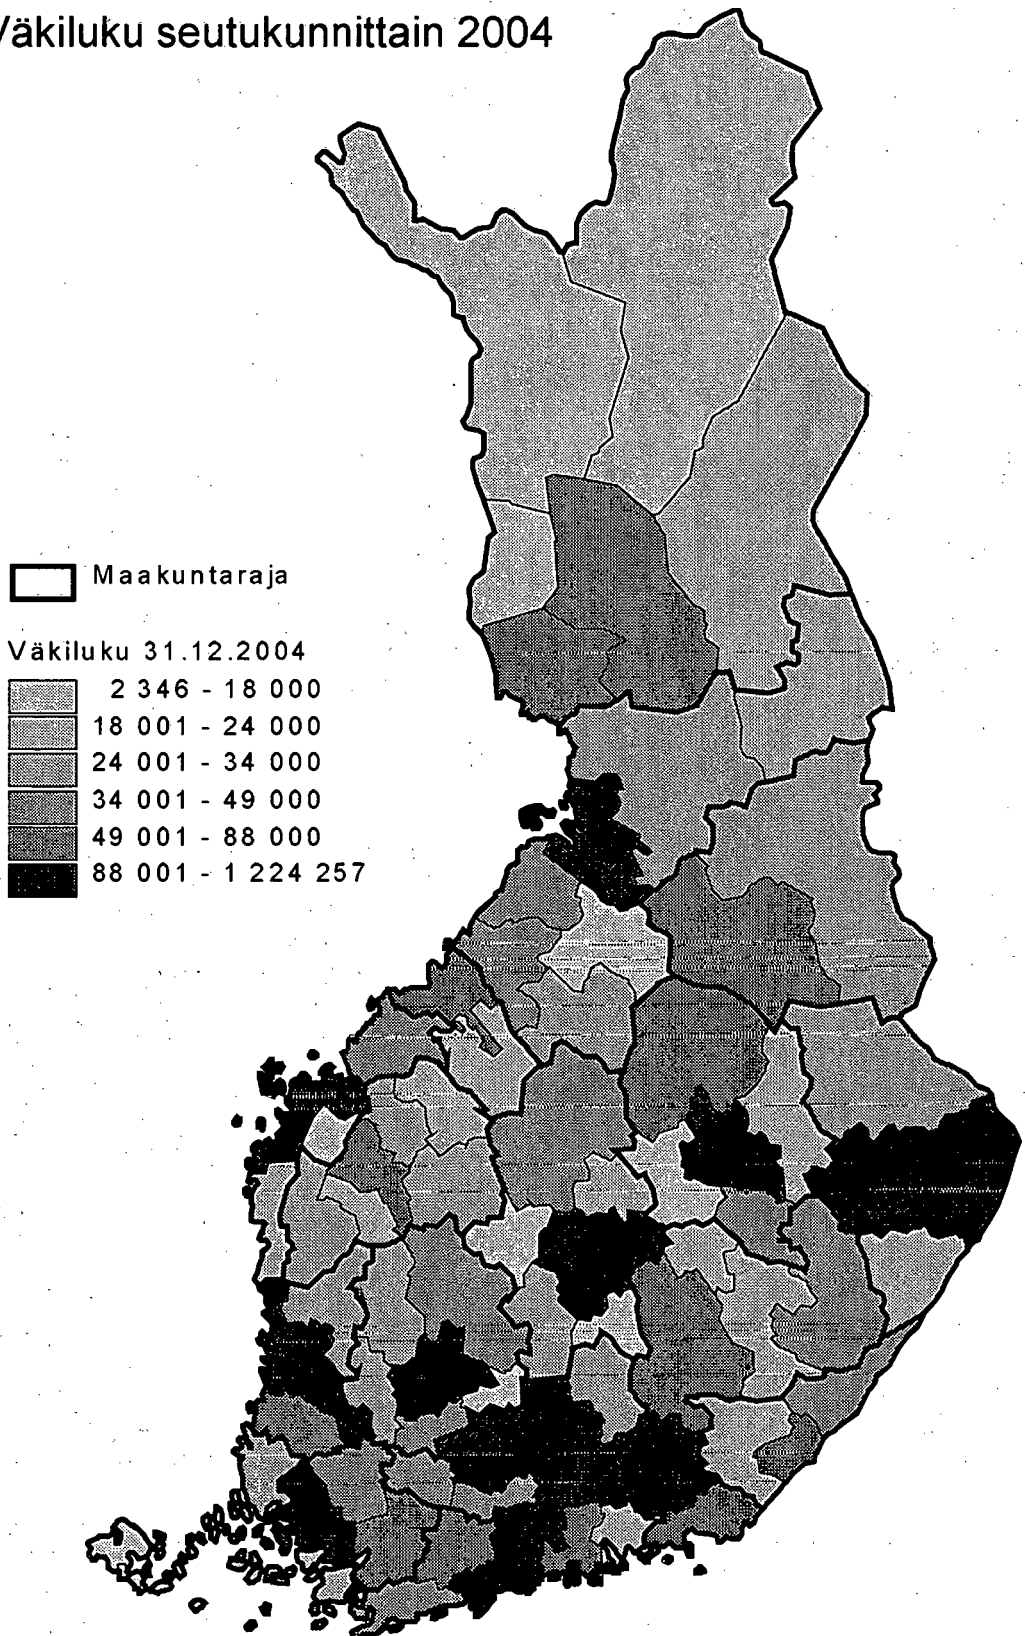 Väkiluku seutukunnittain 2004
Maakuntaraja
Väkiluku 31.12.2004
2 346 - 18 000
18 001 - 24 000
24 001 - 34 000
34 001 - 49 000
49 001 - 88 000
88 001 - 1 224 257